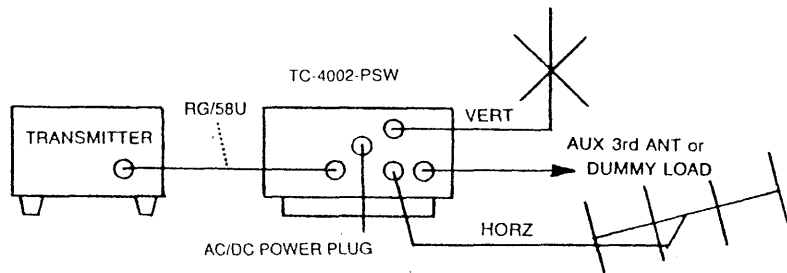 TC-4002-PSW
RG/58U
VERT
TRANSMITTER
AUX 3rd ANT or
DUMMY LOAD
HORZ
AC/DC POWER PLUG